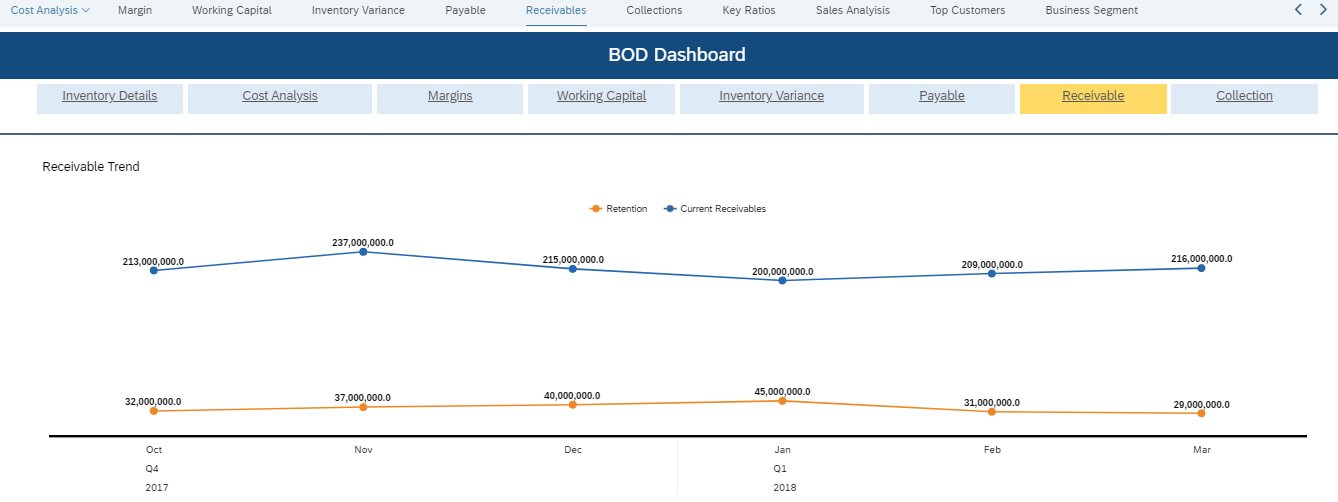 Cost Analysis Margin Working Capital Inventory Variance Payable Receivables Collections Key Ratios Sales Analyisis Top Customers Business Segment
BOD Dashboard
Inventory Details Cost Analysis Margins Working Capital Inventory Variance Payable Receivable Collection
Receivable Trend
Retention Current Receivables
213,000,000.0 237,000,000.0 215,000,000.0 200,000,000.0 209,000,000.0 216,000,000.0
32,000,000.0 37,000,000.0 40,000,000.0 45,000,000.0 31,000,000.0 29,000,000.0
Oct Nov Dec Jan Feb Mar
Q4 Q1
2017 2018